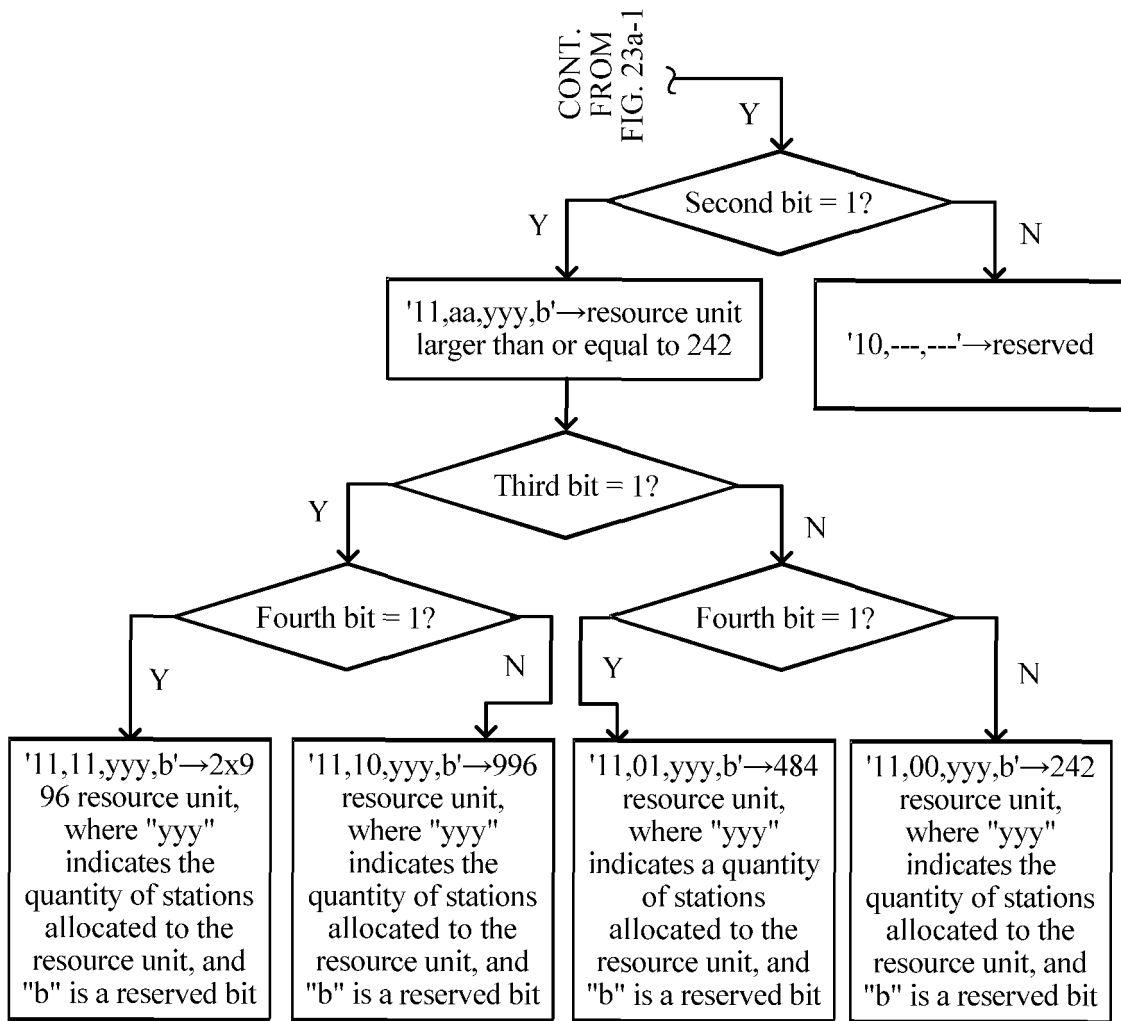 CONT.
FROM
FIG. 23a-1
Y
Second bit = 1?
Y
N
'11,aa,yyy,b'→resource unit
larger than or equal to 242
'10,---,---'→reserved
Third bit = 1?
Y
N
Fourth bit = 1?
Fourth bit = 1?
Y
N
Y
N
'11,11,yyy,b'→2x9
96 resource unit,
where "yyy"
indicates the
quantity of stations
allocated to the
resource unit, and
"b" is a reserved bit
'11,10,yyy,b'→996
resource unit,
where "yyy"
indicates the
quantity of stations
allocated to the
resource unit, and
"b" is a reserved bit
'11,01,yyy,b'→484
resource unit,
where "yyy"
indicates a quantity
of stations
allocated to the
resource unit, and
"b" is a reserved bit
'11,00,yyy,b'→242
resource unit,
where "yyy"
indicates the
quantity of stations
allocated to the
resource unit, and
"b" is a reserved bit